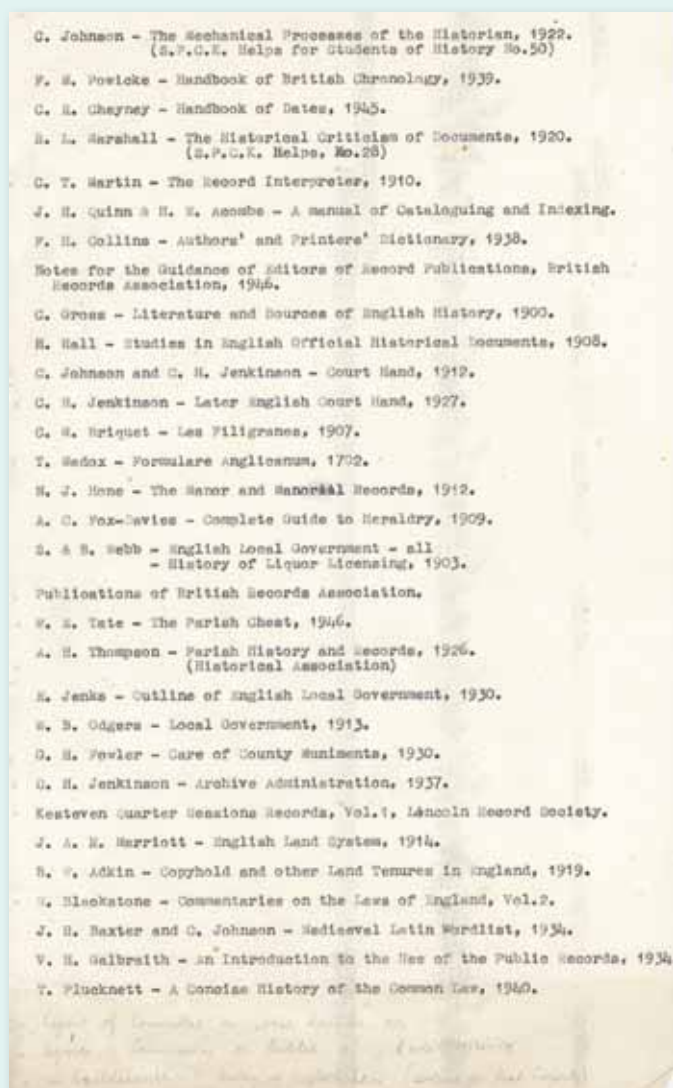 C. Johnson - The Mechanical Processes of the Historian, 1922.
(S.P.C.K. Helps for Students of History No.50)
F. M. Powicke - Handbook of British Chronology, 1939.
C. R. Cheyney - Handbook of Dates, 1945.
R. L. Marshall - The Historical Criticism of Documents, 1920.
(S.P.C.K. Helps, No.28)
C. T. Martin - The Record Interpreter, 1910.
J. H. Quinn & H. W. Acombe - A manual of Cataloguing and Indexing.
F. H. Collins - Authors' and Printers' Dictionary, 1938.
Notes for the Guidance of Editors of Record Publications, British
Records Association, 1946.
C. Gross - Literature and Sources of English History, 1900.
H. Hall - Studies in English Official Historical Documents, 1908.
C. Johnson and C. H. Jenkinson - Court Hand, 1912.
C. H. Jenkinson - Later English Court Hand, 1927.
C. M. Briquet - Les Filigranes, 1907.
T. Madox - Formulare Anglicanum, 1702.
N. J. Hone - The Manor and Manorial Records, 1912.
A. C. Fox-Davies - Complete Guide to Heraldry, 1909.
S. & B. Webb - English Local Government - all
- History of Liquor Licensing, 1903.
Publications of British Records Association.
W. E. Tate - The Parish Chest, 1946.
A. H. Thompson - Parish History and Records, 1926.
(Historical Association)
E. Jenks - Outline of English Local Government, 1930.
W. B. Odgers - Local Government, 1913.
G. H. Fowler - Care of County Muniments, 1930.
C. H. Jenkinson - Archive Administration, 1937.
Kesteven Quarter Sessions Records, Vol.1, Lincoln Record Society.
J. A. R. Marriott - English Land System, 1914.
B. W. Adkin - Copyhold and other Land Tenures in England, 1919.
W. Blackstone - Commentaries on the Laws of England, Vol.2.
J. H. Baxter and C. Johnson - Mediaeval Latin Wordlist, 1934.
V. H. Galbraith - An Introduction to the Use of the Public Records, 1934
T. Plucknett - A Concise History of the Common Law, 1940.